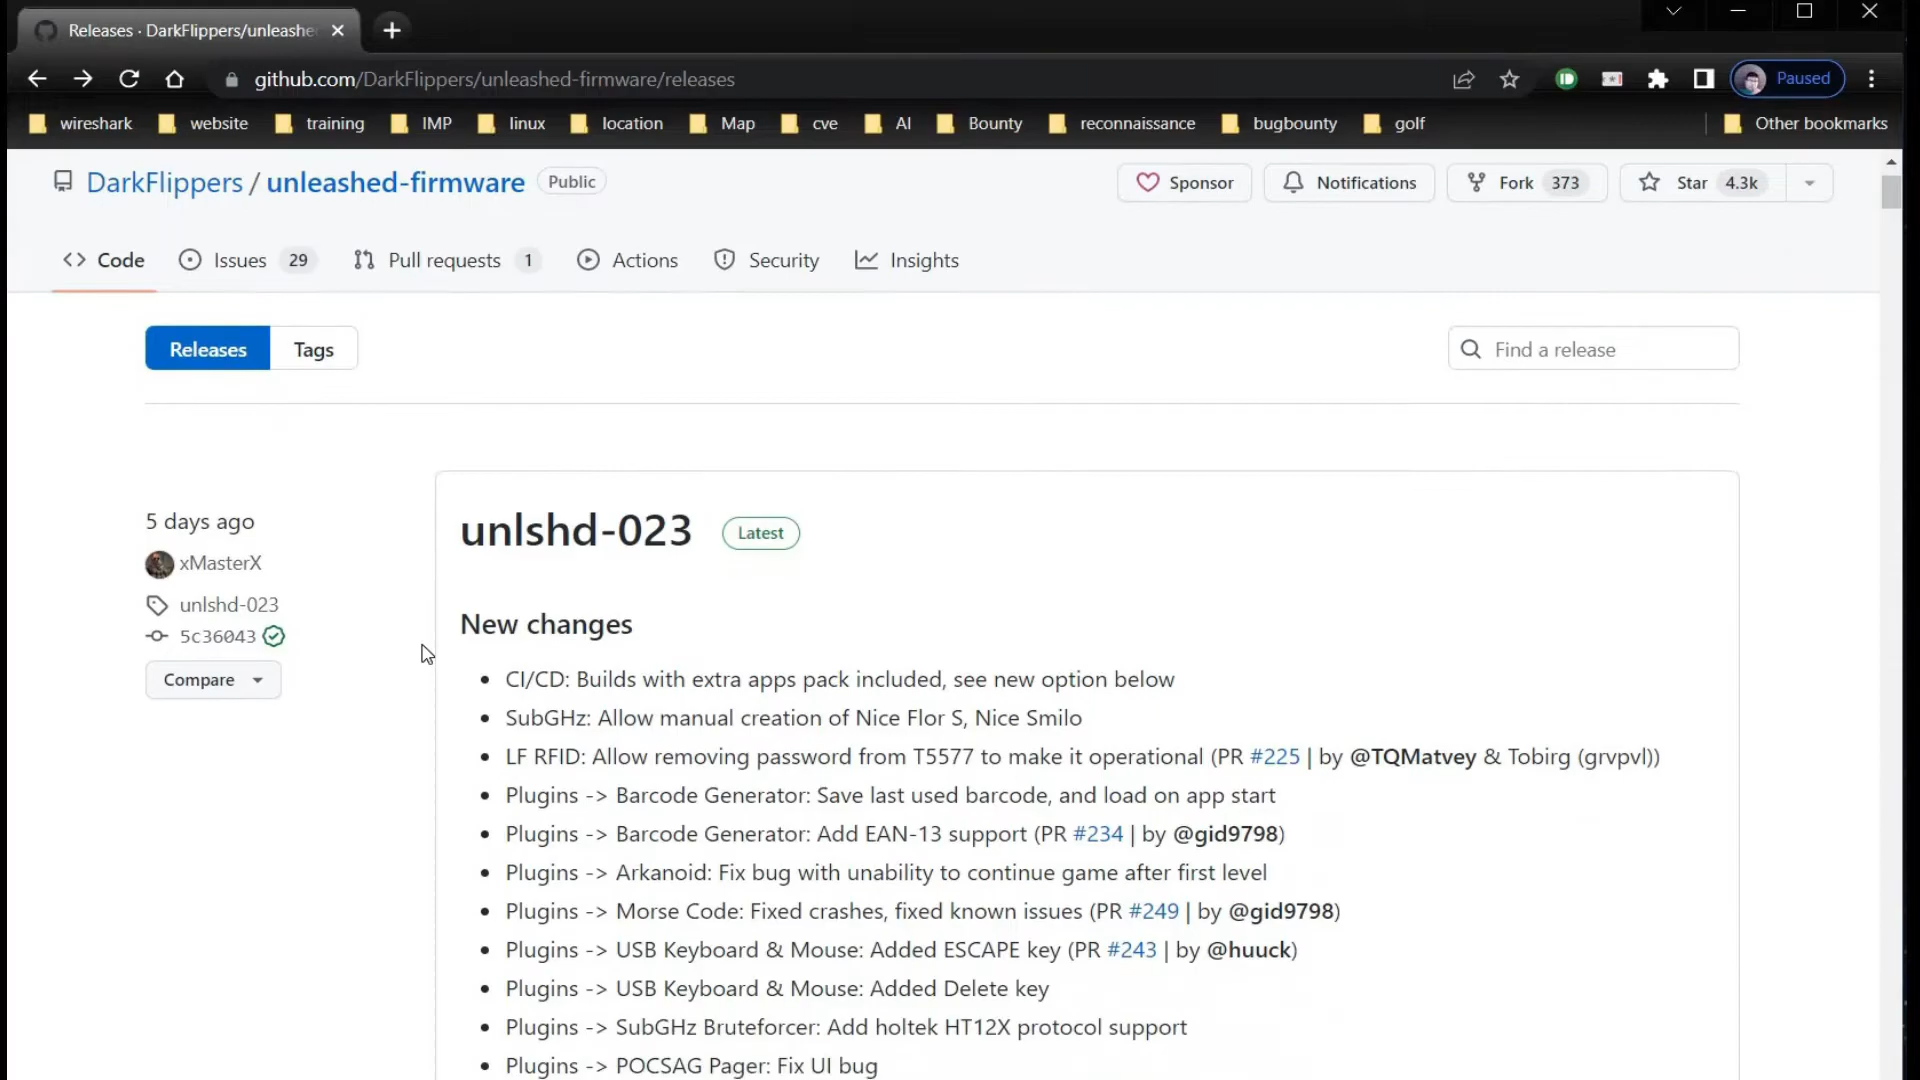 Releases · DarkFlippers/unleashe
github.com/DarkFlippers/unleashed-firmware/releases
Paused
wireshark website training IMP linux location Map cve AI Bounty reconnaissance bugbounty golf Other bookmarks
DarkFlippers / unleashed-firmware Public
Sponsor Notifications Fork 373 Star 4.3k
Code Issues 29 Pull requests 1 Actions Security Insights
Releases Tags
Find a release
5 days ago
xMasterX
unlshd-023
5c36043
Compare
unlshd-023 Latest
New changes
• CI/CD: Builds with extra apps pack included, see new option below
• SubGHz: Allow manual creation of Nice Flor S, Nice Smilo
• LF RFID: Allow removing password from T5577 to make it operational (PR #225 | by @TQMatvey & Tobirg (grvpvl))
• Plugins -> Barcode Generator: Save last used barcode, and load on app start
• Plugins -> Barcode Generator: Add EAN-13 support (PR #234 | by @gid9798)
• Plugins -> Arkanoid: Fix bug with unability to continue game after first level
• Plugins -> Morse Code: Fixed crashes, fixed known issues (PR #249 | by @gid9798)
• Plugins -> USB Keyboard & Mouse: Added ESCAPE key (PR #243 | by @huuck)
• Plugins -> USB Keyboard & Mouse: Added Delete key
• Plugins -> SubGHz Bruteforcer: Add holtek HT12X protocol support
• Plugins -> POCSAG Pager: Fix UI bug